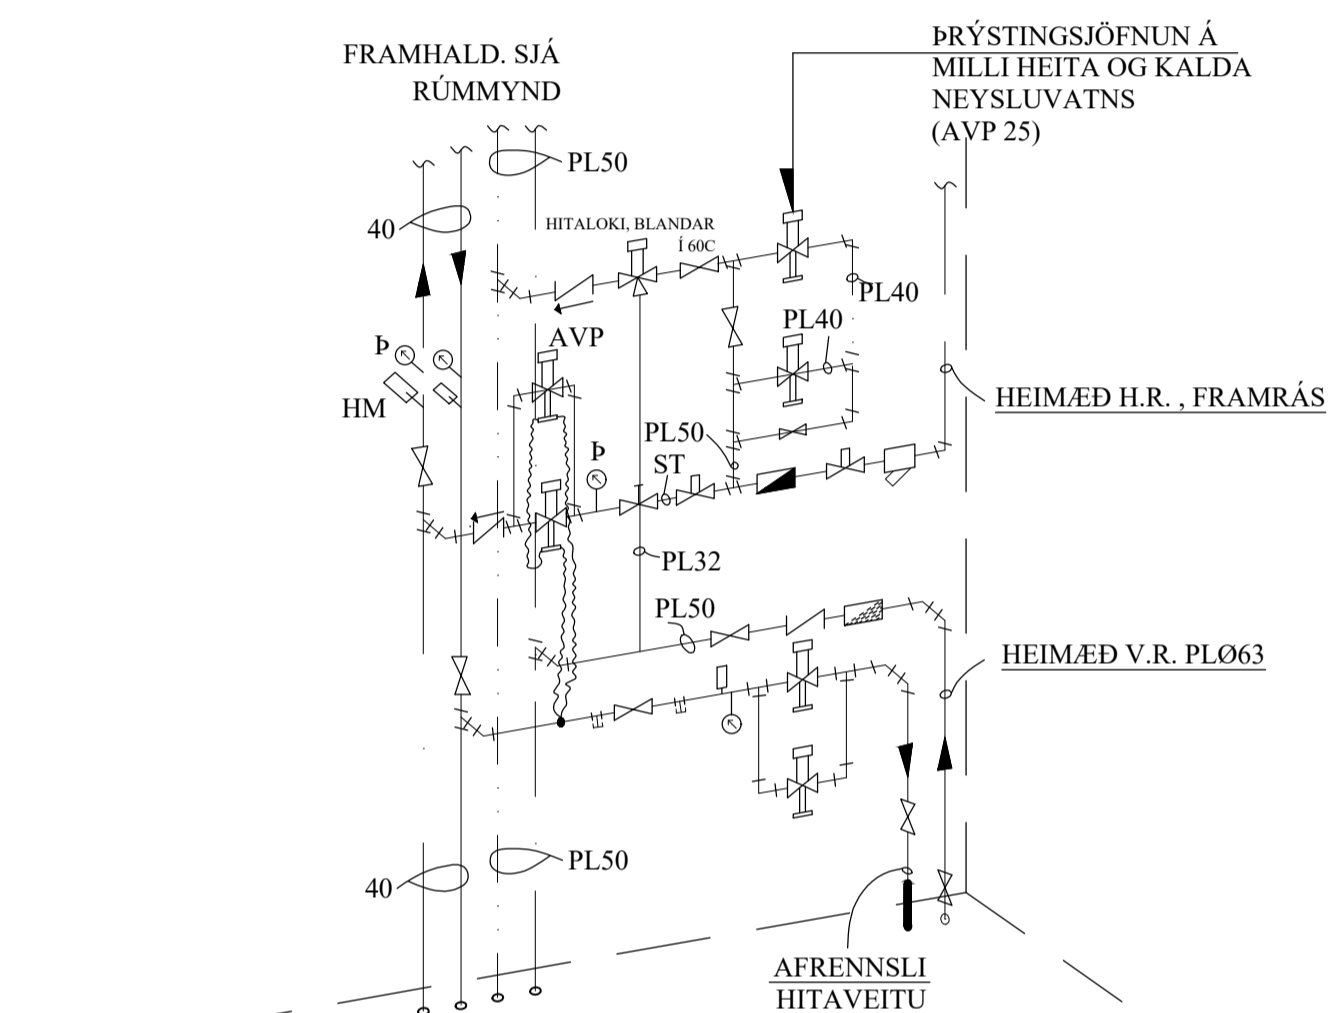 FRAMHALD. SJÁ
RÚMMYND
ÞRÝSTINGSJÖFNUN Á
MILLI HEITA OG KALDA
NEYSLUVATNS
(AVP 25)
PL50
40
HITALOKI, BLANDAR
Í 60C
PL40
PL40
AVP
Þ
HM
HEIMÆÐ H.R. , FRAMRÁS
PL50
ST
Þ
PL32
PL50
HEIMÆÐ V.R. PLØ63
PL50
40
AFRENNSLI
HITAVEITU